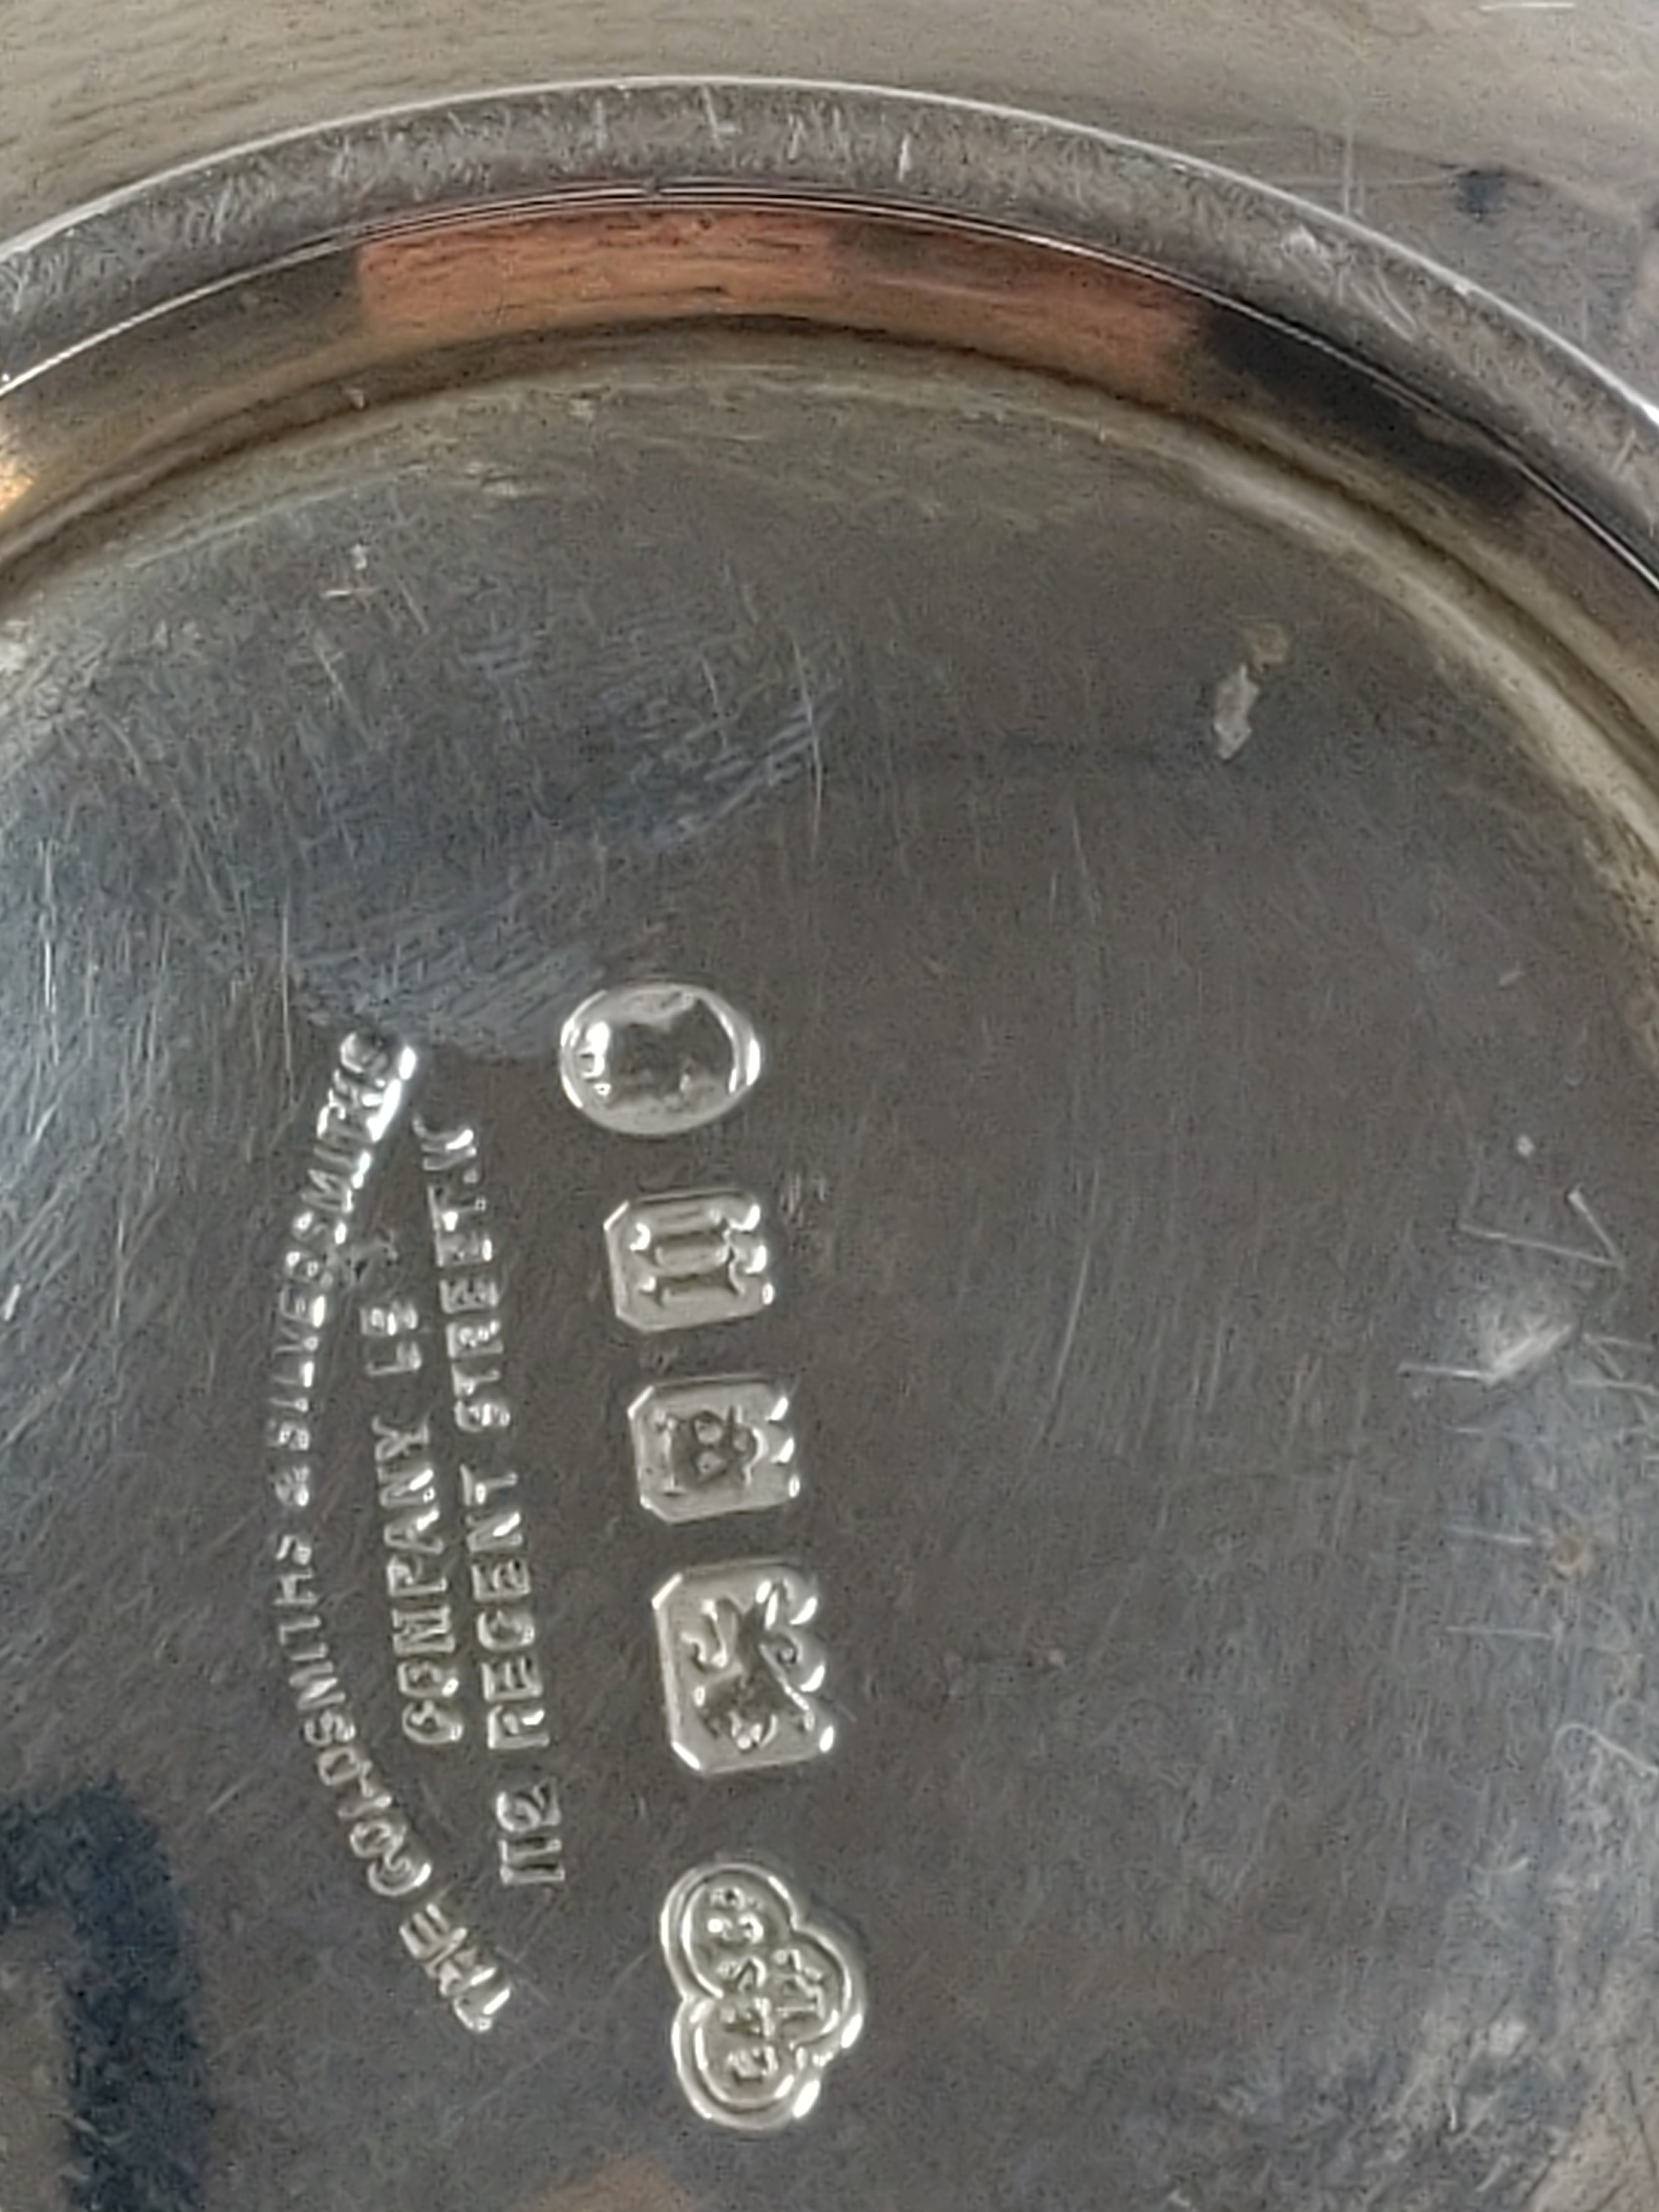 THE GOLDSMITHS & SILVERSMITHS
COMPANY LD
112 REGENT STREET.W